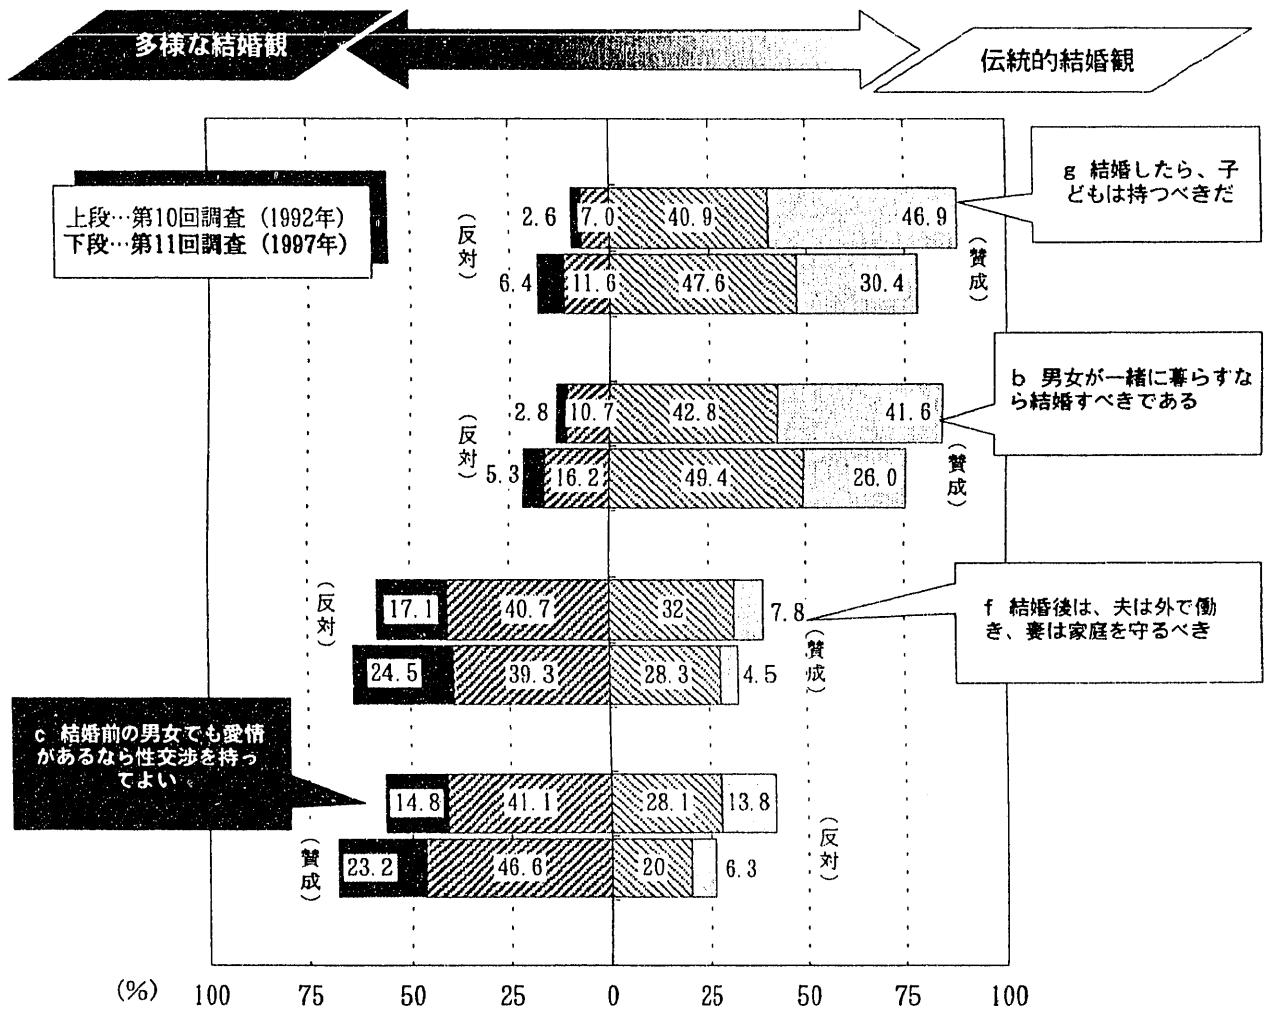 多様な結婚観
伝統的結婚観
上段…第10回調査（1992年）
下段…第11回調査（1997年）
g 結婚したら、子
どもは持つべきだ
（反対）
2.6 7.0 40.9 46.9
6.4 11.6 47.6 30.4
（賛成）
b 男女が一緒に暮らすな
ら結婚すべきである
（反対）
2.8 10.7 42.8 41.6
5.3 16.2 49.4 26.0
（賛成）
f 結婚後は、夫は外で働
き、妻は家庭を守るべき
（反対）
17.1 40.7 32 7.8
24.5 39.3 28.3 4.5
（賛成）
c 結婚前の男女でも愛情
があるなら性交渉を持っ
てよい
14.8 41.1 28.1 13.8
（賛成）
23.2 46.6 20 6.3
（反対）
（%） 100 75 50 25 0 25 50 75 100